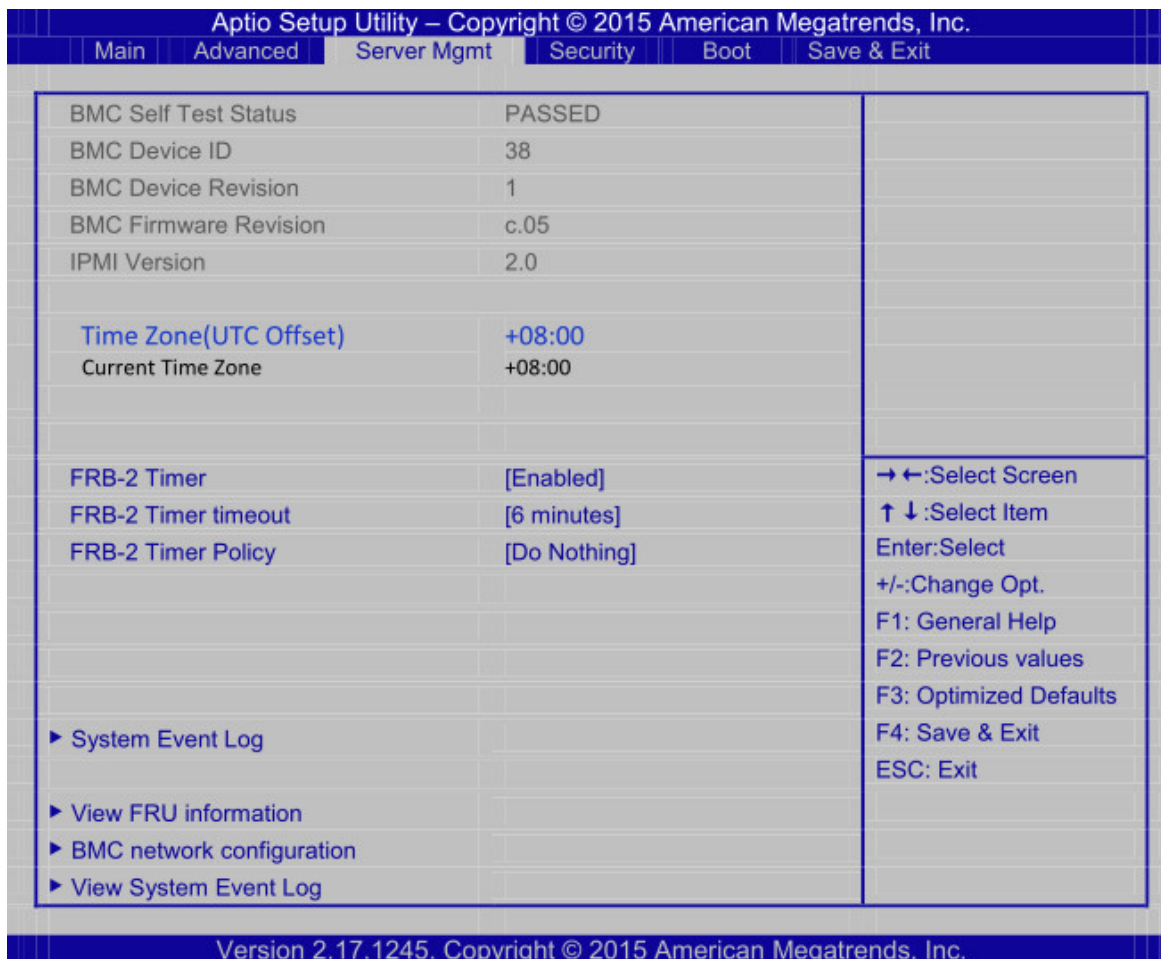 Aptio Setup Utility – Copyright © 2015 American Megatrends, Inc.
Main Advanced Server Mgmt Security Boot Save & Exit
BMC Self Test Status PASSED
BMC Device ID 38
BMC Device Revision 1
BMC Firmware Revision c.05
IPMI Version 2.0
Time Zone(UTC Offset) +08:00
Current Time Zone +08:00
FRB-2 Timer [Enabled]
FRB-2 Timer timeout [6 minutes]
FRB-2 Timer Policy [Do Nothing]
▶ System Event Log
▶ View FRU information
▶ BMC network configuration
▶ View System Event Log
→ ←:Select Screen
↑ ↓ :Select Item
Enter:Select
+/-:Change Opt.
F1: General Help
F2: Previous values
F3: Optimized Defaults
F4: Save & Exit
ESC: Exit
Version 2.17.1245. Copyright © 2015 American Megatrends, Inc.